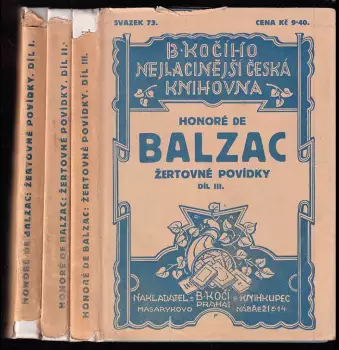 HONORÉ DE BALZAC: ŽERTOVNÉ POVÍDKY. DÍL I.
HONORÉ DE BALZAC: ŽERTOVNÉ POVÍDKY. DÍL II.
HONORÉ DE BALZAC: ŽERTOVNÉ POVÍDKY. DÍL III.
SVAZEK 73. CENA KČ 9·40.
B·KOČÍHO
NEJLACINĚJŠÍ ČESKÁ
KNIHOVNA
HONORÉ DE
BALZAC
ŽERTOVNÉ POVÍDKY
DÍL III.
NAKLADATEL B·KOČÍ KNIHKUPEC
PRAHA I
MASARYKOVO NÁBŘEŽÍ Č·14